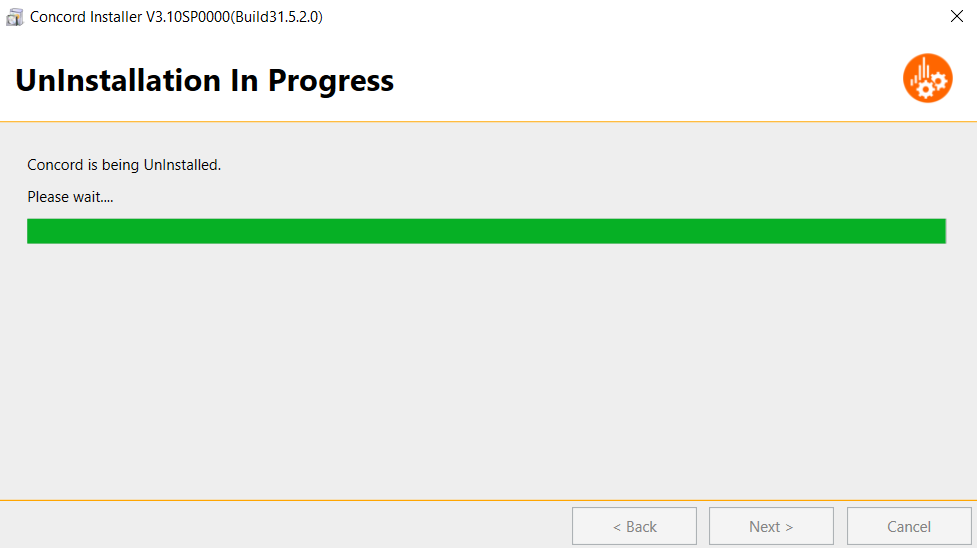 Concord Installer V3.10SP0000(Build31.5.2.0)
UnInstallation In Progress
Concord is being UnInstalled.
Please wait....
< Back
Next >
Cancel